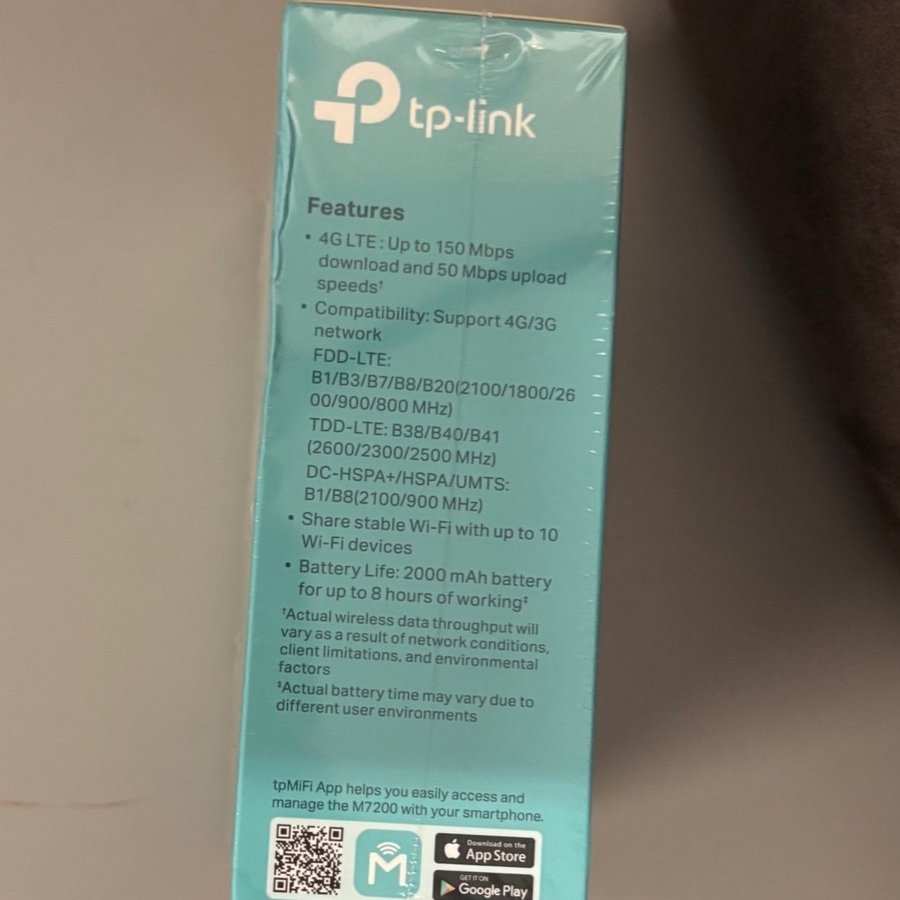 tp-link
Features
• 4G LTE : Up to 150 Mbps
download and 50 Mbps upload
speeds†
• Compatibility: Support 4G/3G
network
FDD-LTE:
B1/B3/B7/B8/B20(2100/1800/26
00/900/800 MHz)
TDD-LTE: B38/B40/B41
(2600/2300/2500 MHz)
DC-HSPA+/HSPA/UMTS:
B1/B8(2100/900 MHz)
• Share stable Wi-Fi with up to 10
Wi-Fi devices
• Battery Life: 2000 mAh battery
for up to 8 hours of working‡
†Actual wireless data throughput will
vary as a result of network conditions,
client limitations, and environmental
factors
‡Actual battery time may vary due to
different user environments
tpMiFi App helps you easily access and
manage the M7200 with your smartphone.
M
Download on the
App Store
GET IT ON
Google Play